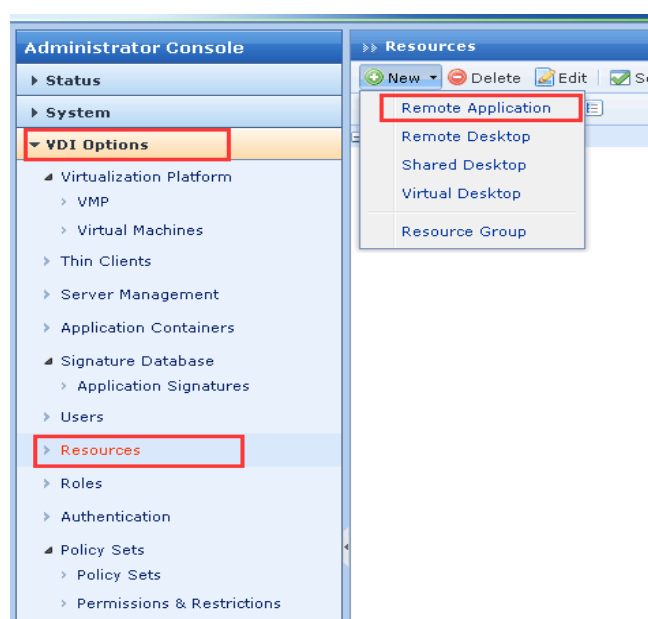 Administrator Console
Status
System
VDI Options
Virtualization Platform
VMP
Virtual Machines
Thin Clients
Server Management
Application Containers
Signature Database
Application Signatures
Users
Resources
Roles
Authentication
Policy Sets
Policy Sets
Permissions & Restrictions
Resources
New Delete Edit
Remote Application
Remote Desktop
Shared Desktop
Virtual Desktop
Resource Group